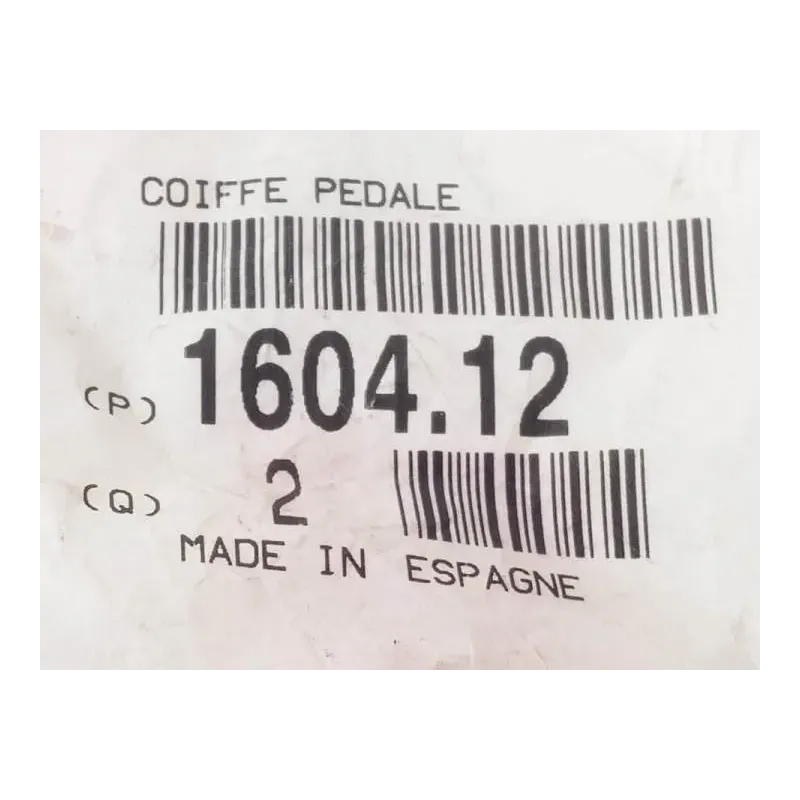 COIFFE PEDALE
(P) 1604.12
(Q) 2
MADE IN ESPAGNE